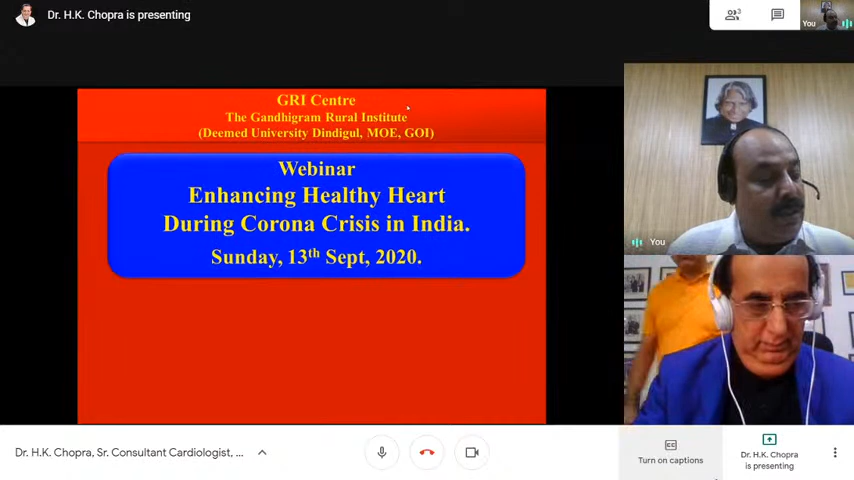 Dr. H.K. Chopra is presenting
3
You
GRI Centre
The Gandhigram Rural Institute
(Deemed University Dindigul, MOE, GOI)
Webinar
Enhancing Healthy Heart
During Corona Crisis in India.
Sunday, 13th Sept, 2020.
You
Dr. H.K. Chopra, Sr. Consultant Cardiologist, ...
Turn on captions
Dr. H.K. Chopra
is presenting